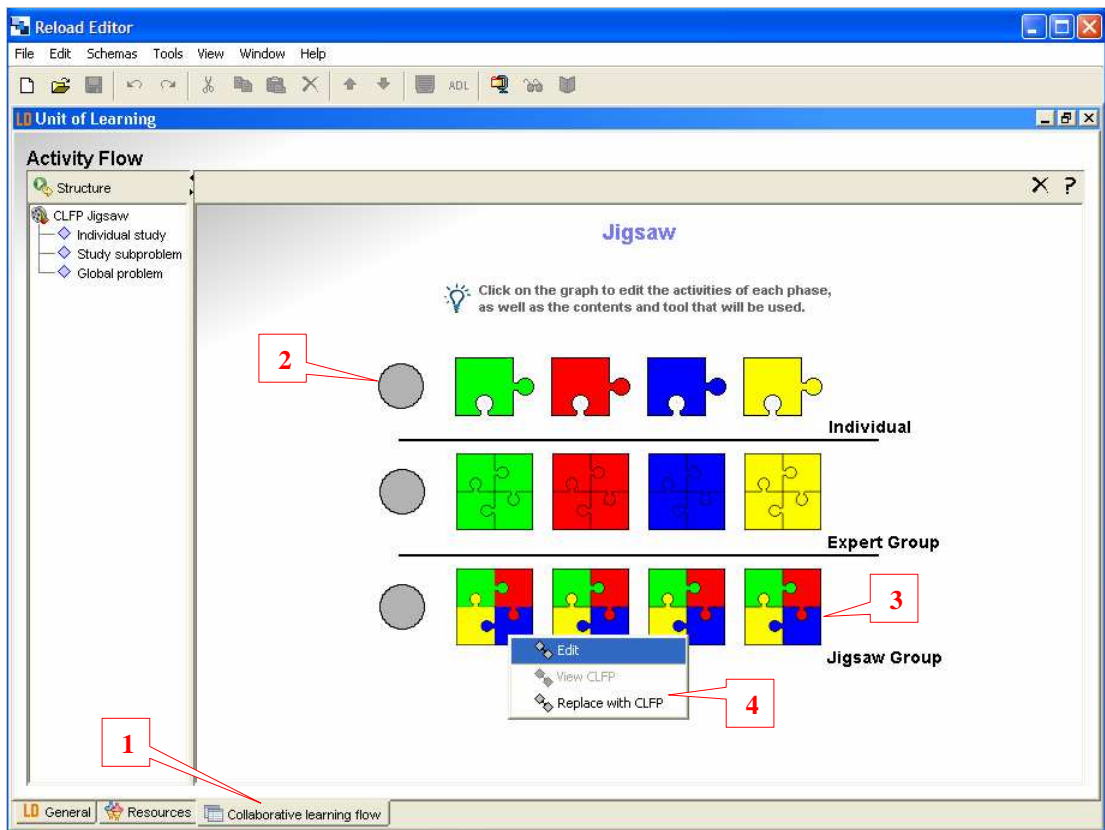 Reload Editor
File Edit Schemas Tools View Window Help
ADL
LD Unit of Learning
Activity Flow
Structure
CLFP Jigsaw
Individual study
Study subproblem
Global problem
Jigsaw
Click on the graph to edit the activities of each phase,
as well as the contents and tool that will be used.
2
Individual
Expert Group
3
Jigsaw Group
Edit
View CLFP
Replace with CLFP
4
1
LD General Resources Collaborative learning flow